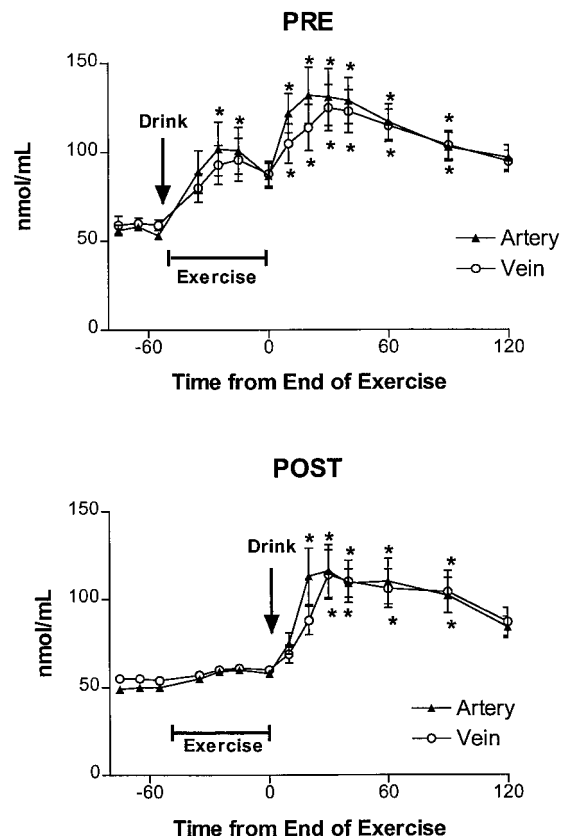 PRE
150
Drink
100
nmol/mL
50
Artery
Vein
Exercise
0
-60
0
60
120
Time from End of Exercise
POST
150
Drink
100
nmol/mL
50
Artery
Vein
Exercise
0
-60
0
60
120
Time from End of Exercise